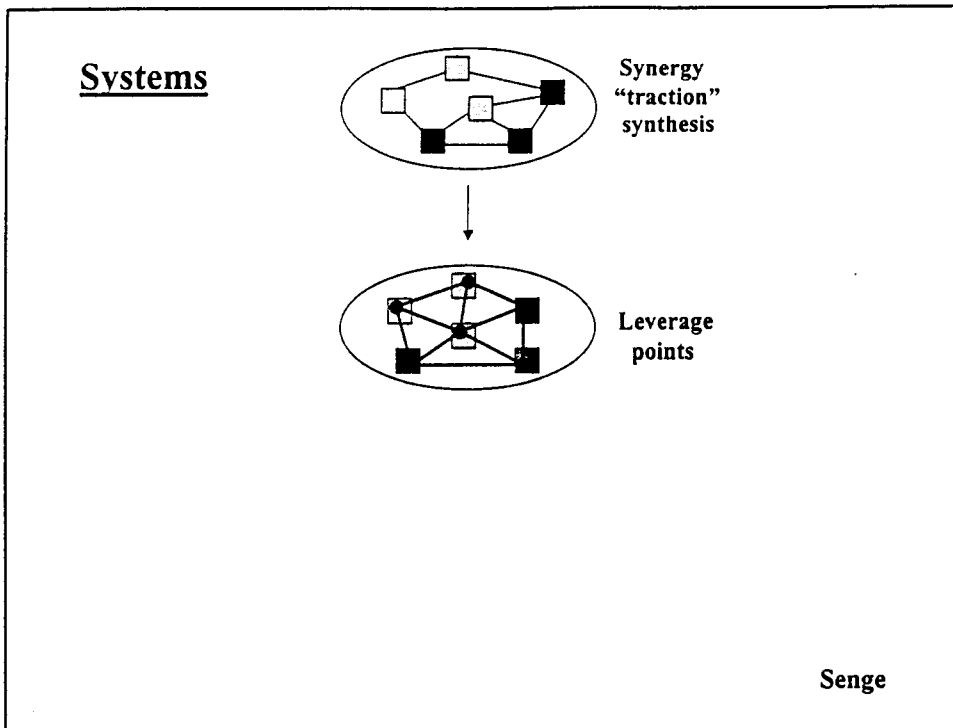 Systems
Synergy
“traction”
synthesis
Leverage
points
Senge